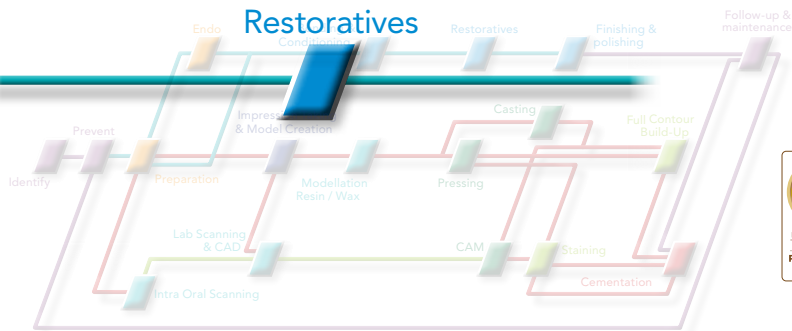 Restoratives
Endo
Conditioning
Restoratives
Finishing &
polishing
Follow-up &
maintenance
Casting
Full Contour
Build-Up
Prevent
& Model Creation
Identify
Preparation
Modellation
Resin / Wax
Pressing
Lab Scanning
& CAD
CAM
Staining
Cementation
Intra Oral Scanning